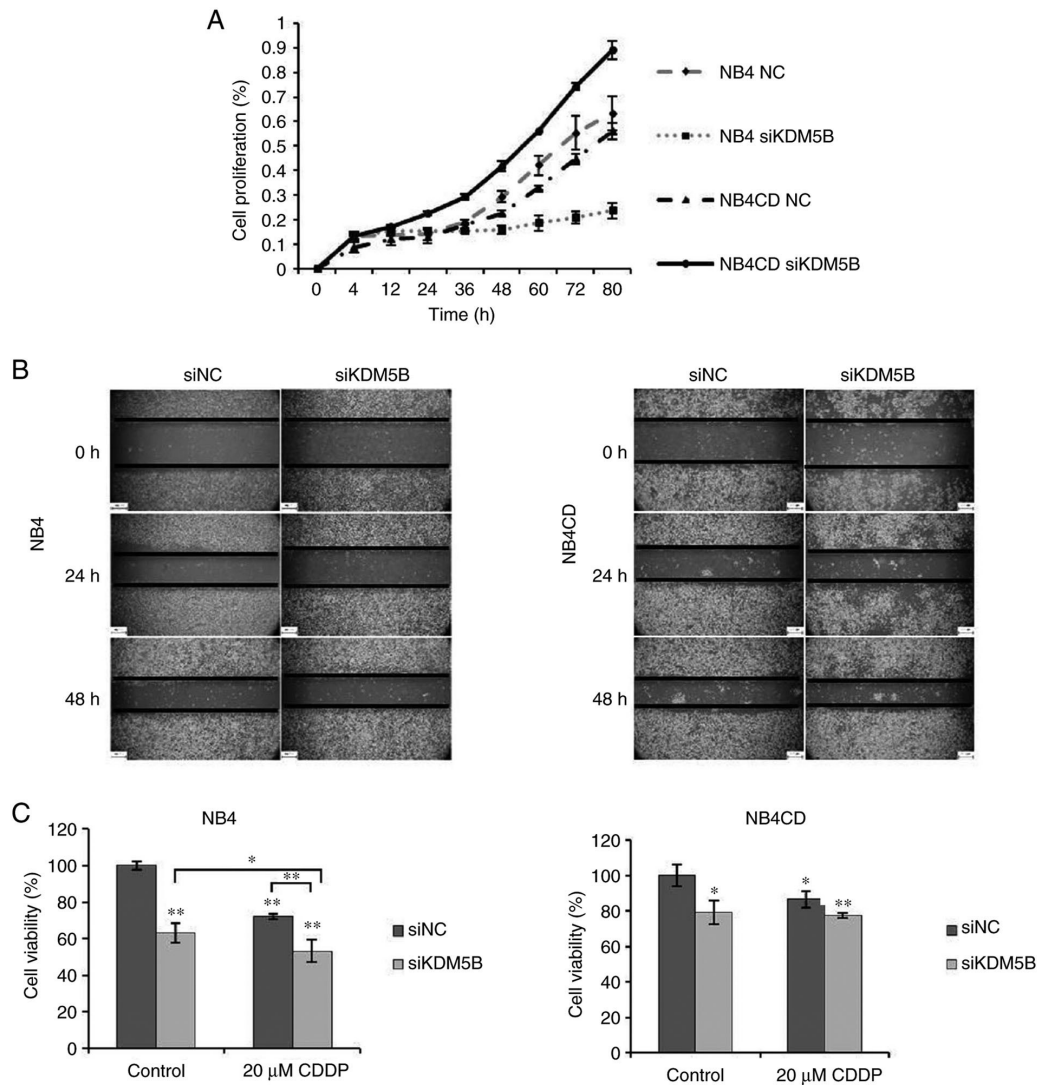 A
1
0.9
0.8
0.7
0.6
0.5
0.4
0.3
0.2
0.1
0
Cell proliferation (%)
0 4 12 24 36 48 60 72 80
Time (h)
NB4 NC
NB4 siKDM5B
NB4CD NC
NB4CD siKDM5B
B
siNC siKDM5B
NB4
0 h
24 h
48 h
siNC siKDM5B
NB4CD
0 h
24 h
48 h
C
NB4
120
100
80
60
40
20
0
Cell viability (%)
**
*
**
**
**
Control 20 μM CDDP
siNC
siKDM5B
NB4CD
120
100
80
60
40
20
0
Cell viability (%)
*
*
**
Control 20 μM CDDP
siNC
siKDM5B